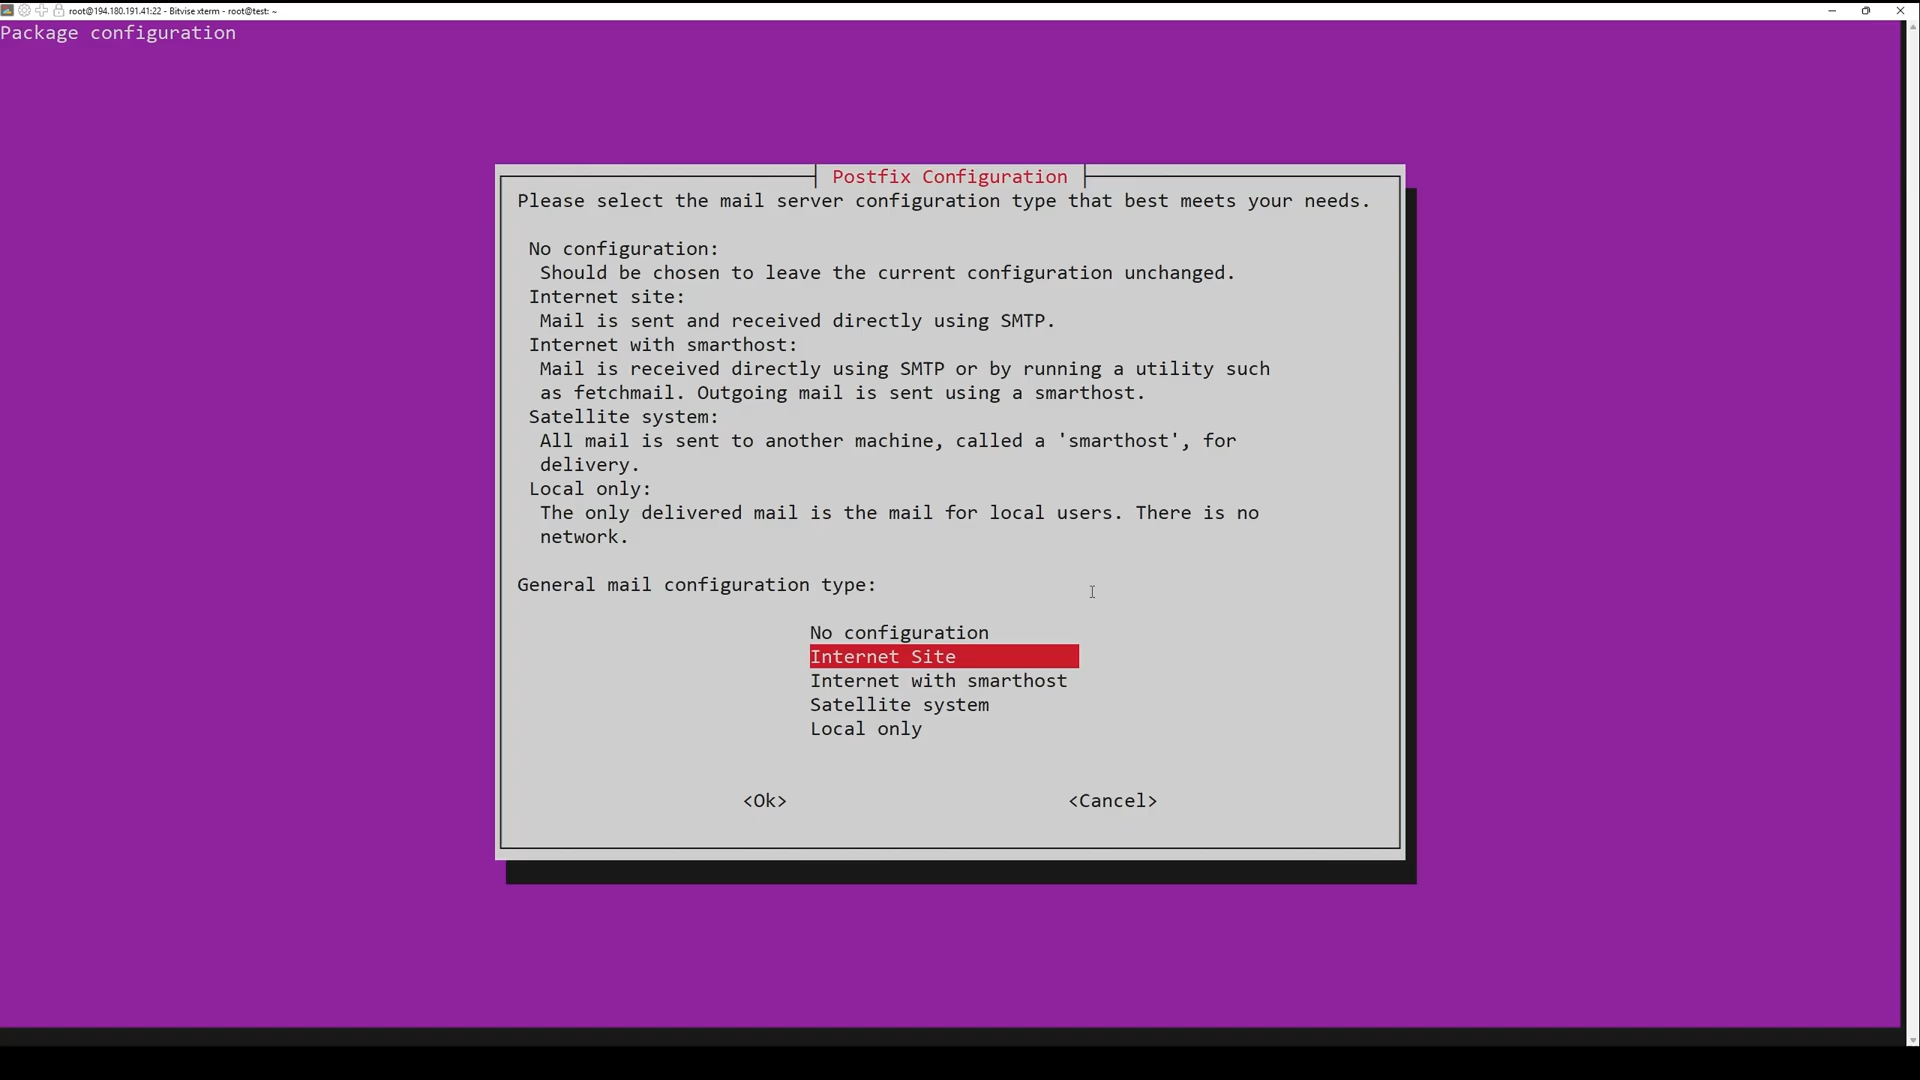 root@194.180.191.41:22 - Bitvise xterm - root@test: ~
Package configuration
Postfix Configuration
Please select the mail server configuration type that best meets your needs.
No configuration:
Should be chosen to leave the current configuration unchanged.
Internet site:
Mail is sent and received directly using SMTP.
Internet with smarthost:
Mail is received directly using SMTP or by running a utility such
as fetchmail. Outgoing mail is sent using a smarthost.
Satellite system:
All mail is sent to another machine, called a 'smarthost', for
delivery.
Local only:
The only delivered mail is the mail for local users. There is no
network.
General mail configuration type:
No configuration
Internet Site
Internet with smarthost
Satellite system
Local only
<Ok> <Cancel>